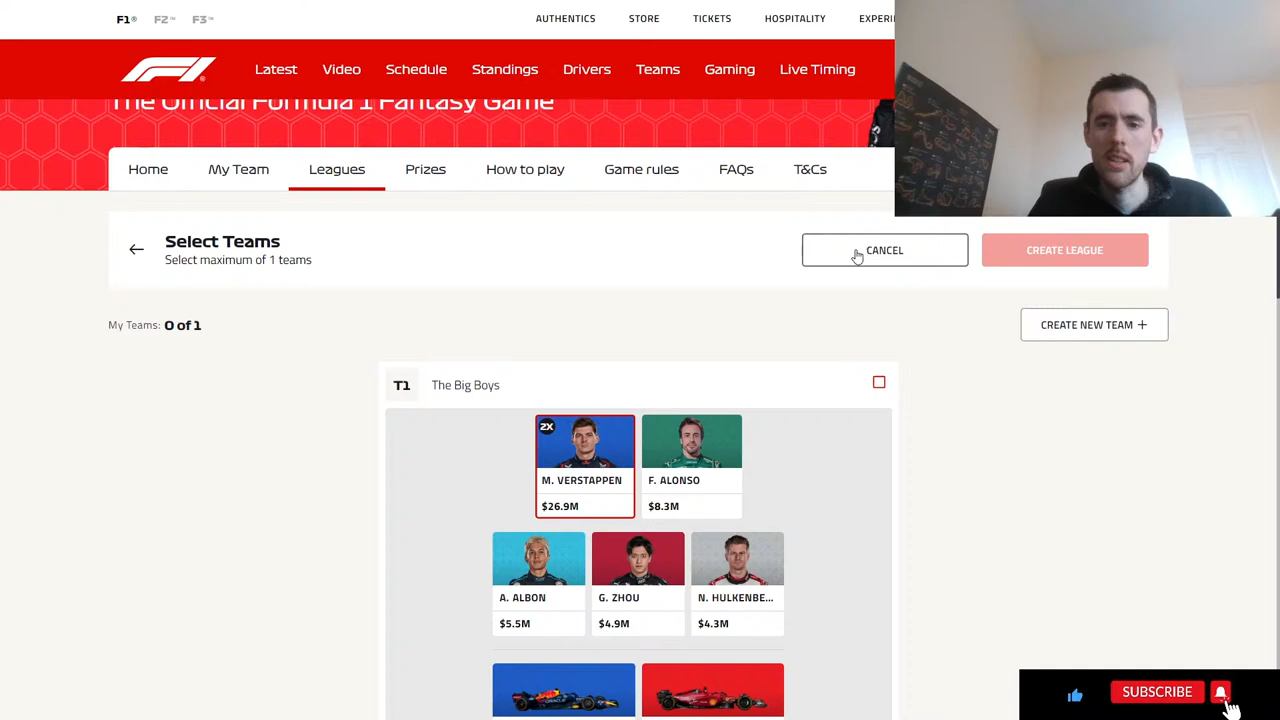 F1® F2™ F3™
AUTHENTICS STORE TICKETS HOSPITALITY
F1® Latest Video Schedule Standings Drivers Teams Gaming Live Timing
The Official Formula 1 Fantasy Game
Home My Team Leagues Prizes How to play Game rules FAQs T&Cs
Select Teams
Select maximum of 1 teams
CANCEL CREATE LEAGUE
My Teams: 0 of 1
CREATE NEW TEAM +
T1 The Big Boys
2X
M. VERSTAPPEN F. ALONSO
$26.9M $8.3M
A. ALBON G. ZHOU N. HULKENBE...
$5.5M $4.9M $4.3M
SUBSCRIBE